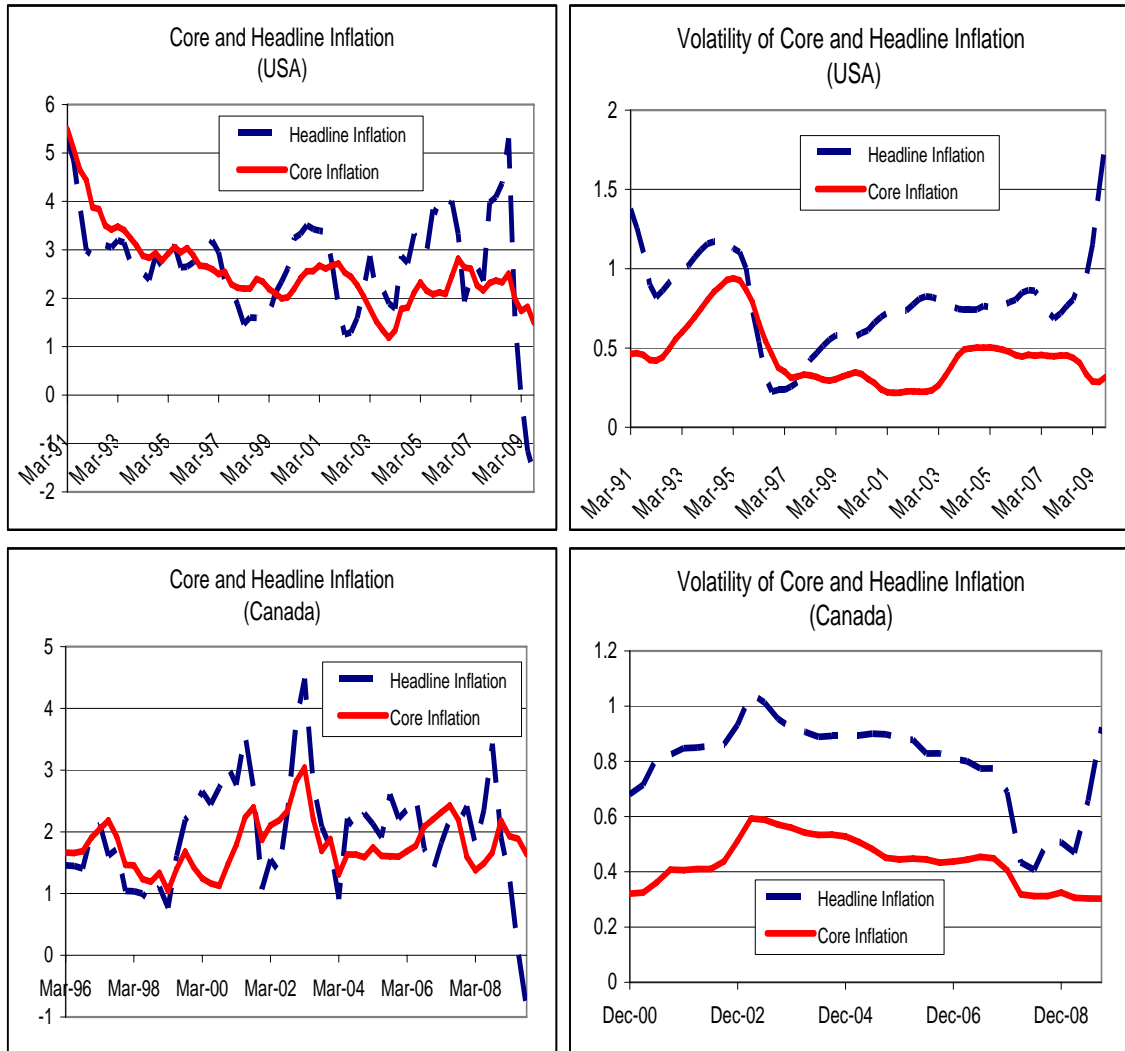 Core and Headline Inflation
(USA)
6
5
4
3
2
1
0
-1
-2
Headline Inflation
Core Inflation
Mar-91
Mar-93
Mar-95
Mar-97
Mar-99
Mar-01
Mar-03
Mar-05
Mar-07
Mar-09
Volatility of Core and Headline Inflation
(USA)
2
1.5
1
0.5
0
Headline Inflation
Core Inflation
Mar-91
Mar-93
Mar-95
Mar-97
Mar-99
Mar-01
Mar-03
Mar-05
Mar-07
Mar-09
Core and Headline Inflation
(Canada)
5
4
3
2
1
0
-1
Headline Inflation
Core Inflation
Mar-96
Mar-98
Mar-00
Mar-02
Mar-04
Mar-06
Mar-08
Volatility of Core and Headline Inflation
(Canada)
1.2
1
0.8
0.6
0.4
0.2
0
Headline Inflation
Core Inflation
Dec-00
Dec-02
Dec-04
Dec-06
Dec-08